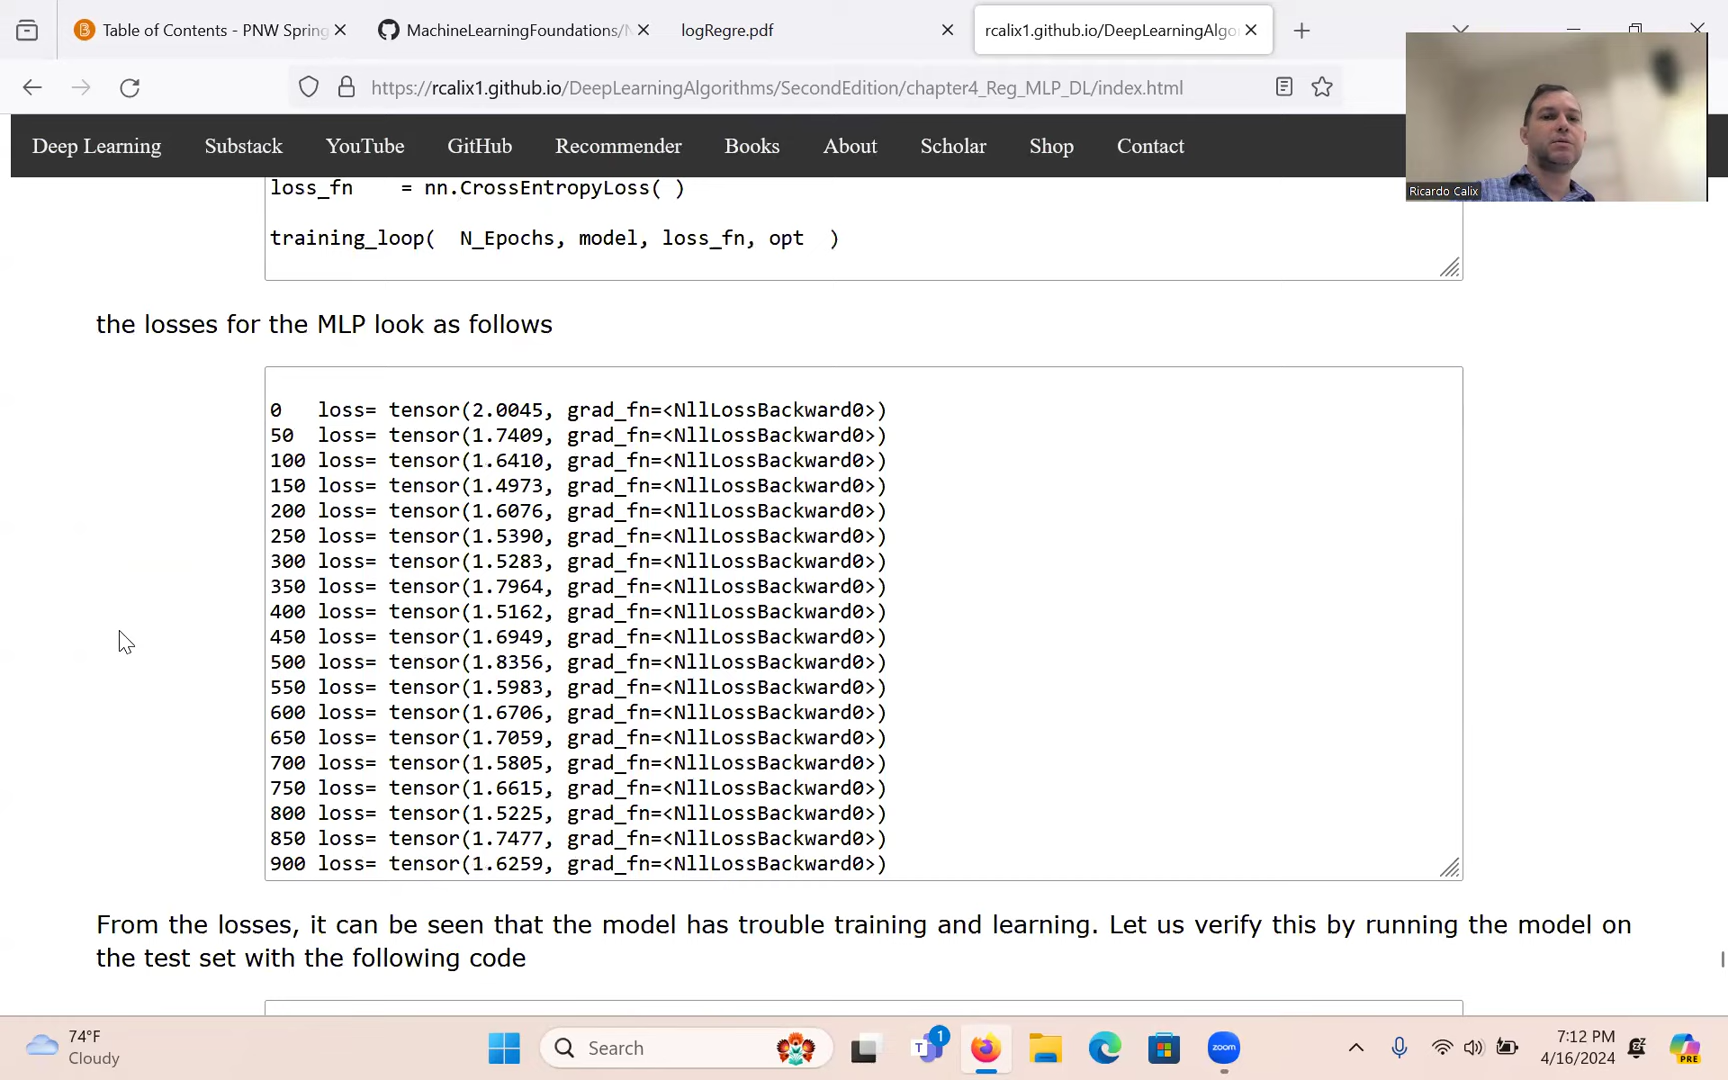 Table of Contents - PNW Spring
MachineLearningFoundations/N
logRegre.pdf
rcalix1.github.io/DeepLearningAlgo
https://rcalix1.github.io/DeepLearningAlgorithms/SecondEdition/chapter4_Reg_MLP_DL/index.html
Deep Learning Substack YouTube GitHub Recommender Books About Scholar Shop Contact
Ricardo Calix
loss_fn = nn.CrossEntropyLoss( )
training_loop( N_Epochs, model, loss_fn, opt )
the losses for the MLP look as follows
0 loss= tensor(2.0045, grad_fn=<NllLossBackward0>)
50 loss= tensor(1.7409, grad_fn=<NllLossBackward0>)
100 loss= tensor(1.6410, grad_fn=<NllLossBackward0>)
150 loss= tensor(1.4973, grad_fn=<NllLossBackward0>)
200 loss= tensor(1.6076, grad_fn=<NllLossBackward0>)
250 loss= tensor(1.5390, grad_fn=<NllLossBackward0>)
300 loss= tensor(1.5283, grad_fn=<NllLossBackward0>)
350 loss= tensor(1.7964, grad_fn=<NllLossBackward0>)
400 loss= tensor(1.5162, grad_fn=<NllLossBackward0>)
450 loss= tensor(1.6949, grad_fn=<NllLossBackward0>)
500 loss= tensor(1.8356, grad_fn=<NllLossBackward0>)
550 loss= tensor(1.5983, grad_fn=<NllLossBackward0>)
600 loss= tensor(1.6706, grad_fn=<NllLossBackward0>)
650 loss= tensor(1.7059, grad_fn=<NllLossBackward0>)
700 loss= tensor(1.5805, grad_fn=<NllLossBackward0>)
750 loss= tensor(1.6615, grad_fn=<NllLossBackward0>)
800 loss= tensor(1.5225, grad_fn=<NllLossBackward0>)
850 loss= tensor(1.7477, grad_fn=<NllLossBackward0>)
900 loss= tensor(1.6259, grad_fn=<NllLossBackward0>)
From the losses, it can be seen that the model has trouble training and learning. Let us verify this by running the model on
the test set with the following code
74°F
Cloudy
Search
1
zoom
7:12 PM
4/16/2024
PRE